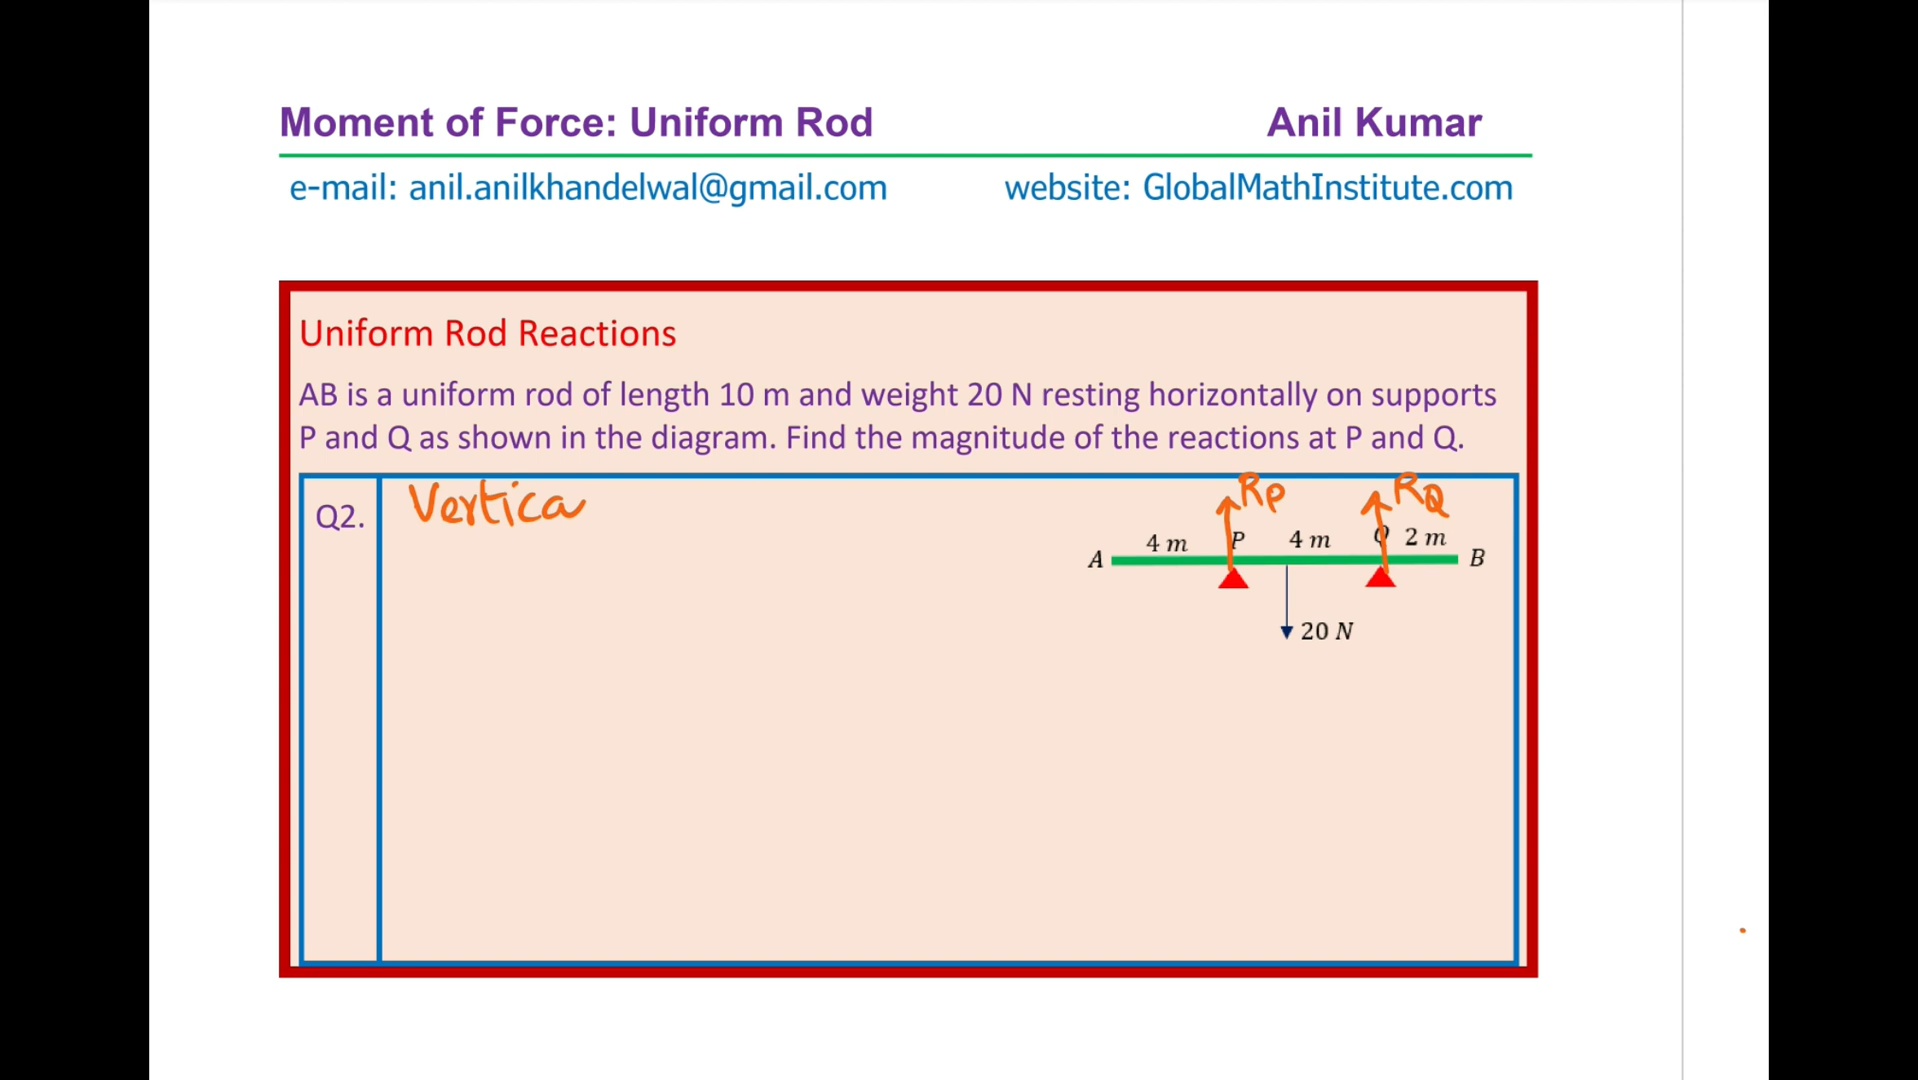 Moment of Force: Uniform Rod Anil Kumar
e-mail: anil.anilkhandelwal@gmail.com website: GlobalMathInstitute.com
Uniform Rod Reactions
AB is a uniform rod of length 10 m and weight 20 N resting horizontally on supports
P and Q as shown in the diagram. Find the magnitude of the reactions at P and Q.
Q2. Vertica
RP RQ
A 4 m P 4 m Q 2 m B
20 N